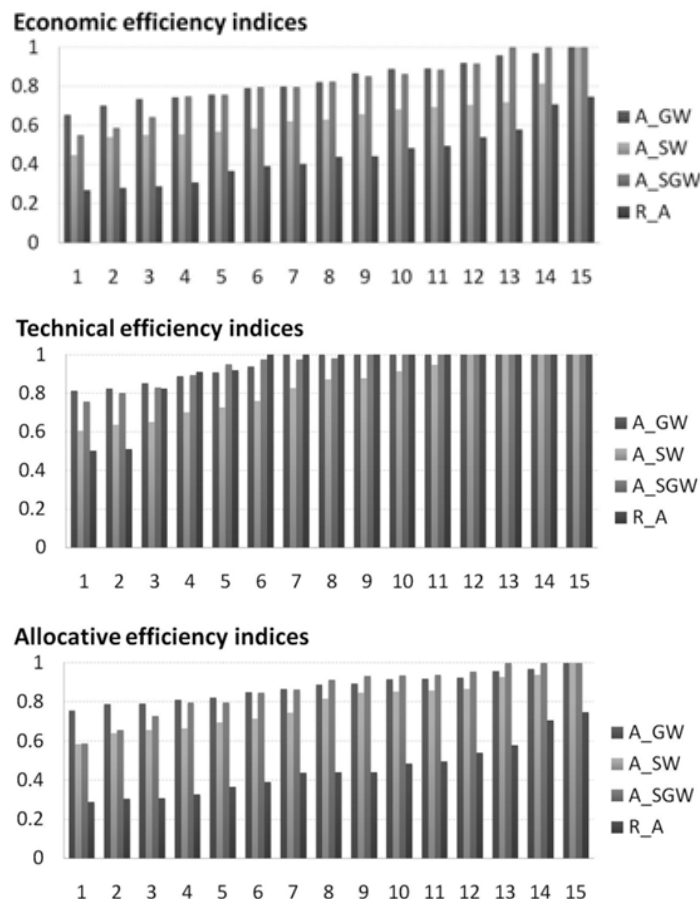 Economic efficiency indices
1
0.8
0.6
0.4
0.2
0
1 2 3 4 5 6 7 8 9 10 11 12 13 14 15
A_GW
A_SW
A_SGW
R_A
Technical efficiency indices
1
0.8
0.6
0.4
0.2
0
1 2 3 4 5 6 7 8 9 10 11 12 13 14 15
A_GW
A_SW
A_SGW
R_A
Allocative efficiency indices
1
0.8
0.6
0.4
0.2
0
1 2 3 4 5 6 7 8 9 10 11 12 13 14 15
A_GW
A_SW
A_SGW
R_A